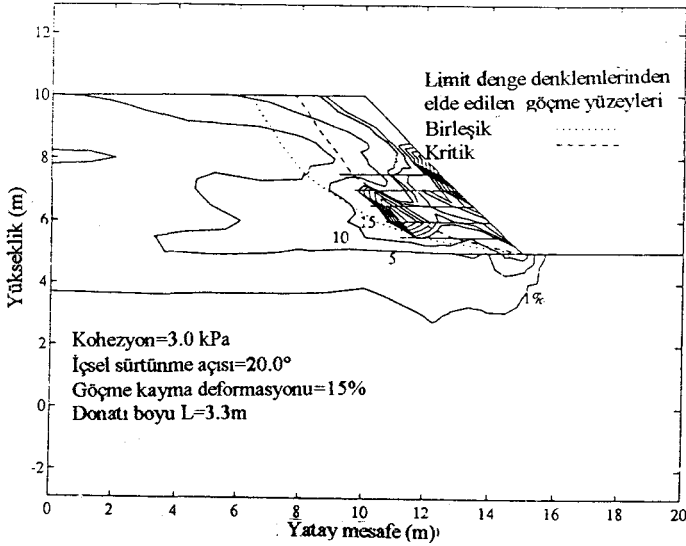 10
8
6
4
2
0
-2
Yükseklik (m)
Limit denge denklemlerinden
elde edilen göçme yüzeyleri
Birleşik
Kritik
15
10
5
1%
Kohezyon=3.0 kPa
İçsel sürtünme açısı=20.0°
Göçme kayma deformasyonu=15%
Donatı boyu L=3.3m
0 2 4 6 8 10 12 14 16 18 20
Yatay mesafe (m)